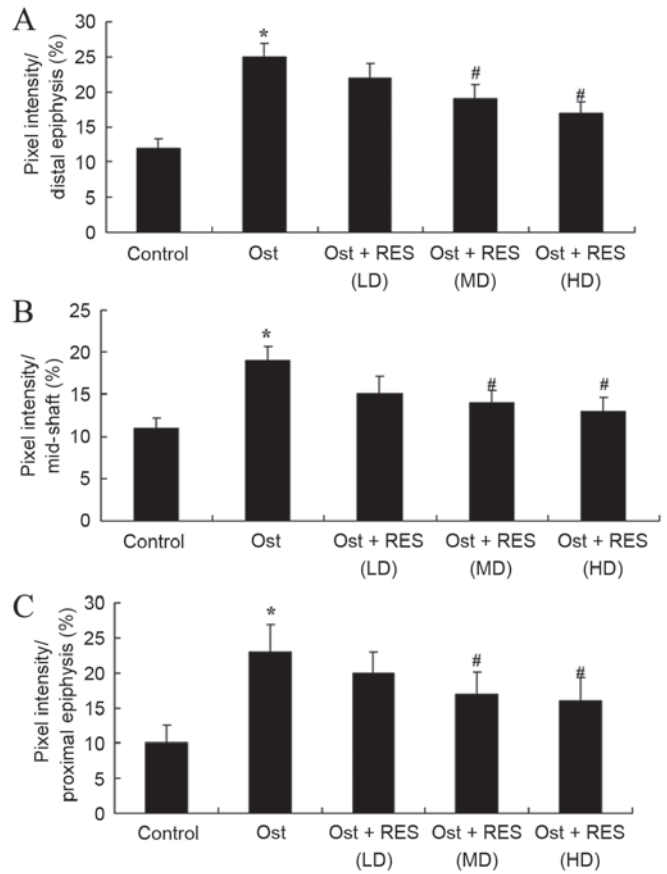 A
Pixel intensity/
distal epiphysis (%)
30
25
20
15
10
5
0
*
#
#
Control
Ost
Ost + RES
(LD)
Ost + RES
(MD)
Ost + RES
(HD)
B
Pixel intensity/
mid-shaft (%)
25
20
15
10
5
0
*
#
#
Control
Ost
Ost + RES
(LD)
Ost + RES
(MD)
Ost + RES
(HD)
C
Pixel intensity/
proximal epiphysis (%)
30
25
20
15
10
5
0
*
#
#
Control
Ost
Ost + RES
(LD)
Ost + RES
(MD)
Ost + RES
(HD)